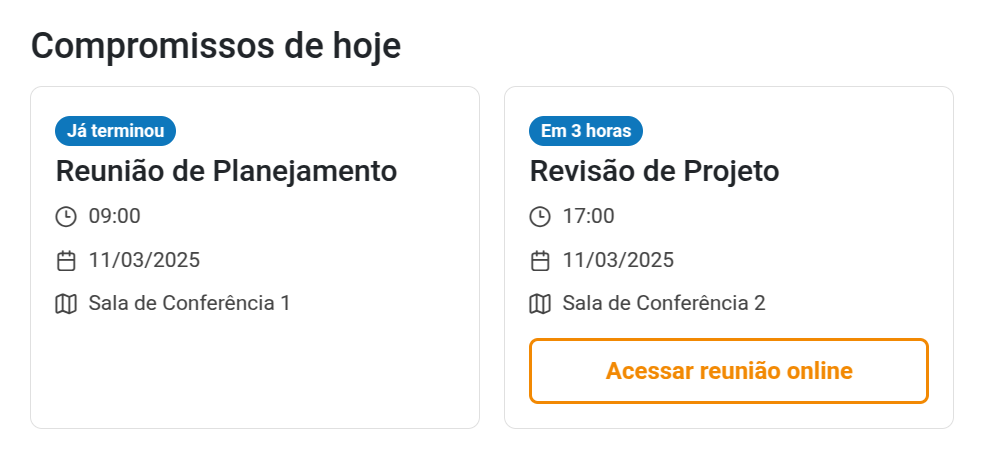 Compromissos de hoje
Já terminou
Reunião de Planejamento
09:00
11/03/2025
Sala de Conferência 1
Em 3 horas
Revisão de Projeto
17:00
11/03/2025
Sala de Conferência 2
Acessar reunião online